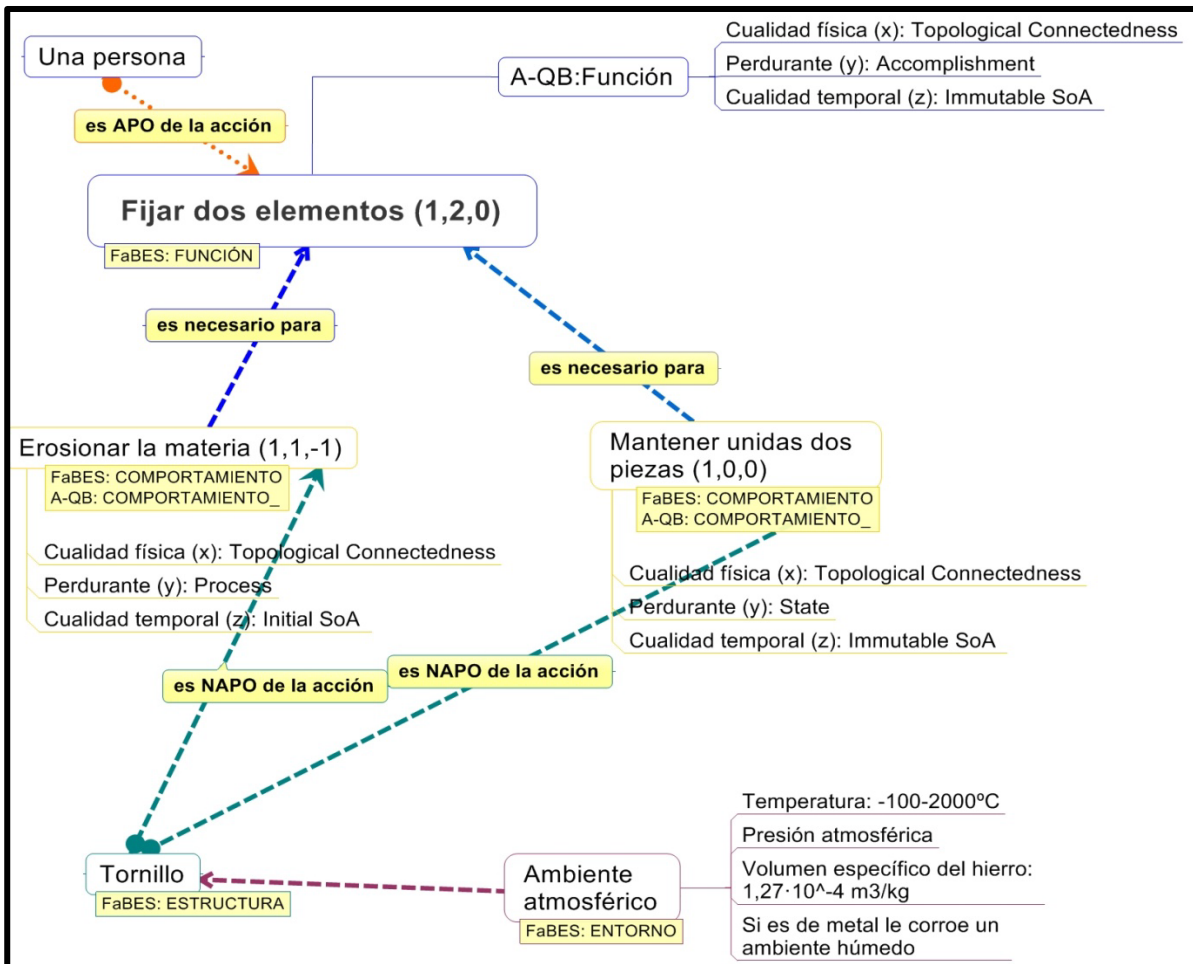 Una persona
es APO de la acción
A-QB:Función
Cualidad física (x): Topological Connectedness
Perdurante (y): Accomplishment
Cualidad temporal (z): Immutable SoA
Fijar dos elementos (1,2,0)
FaBES: FUNCIÓN
es necesario para
es necesario para
Erosionar la materia (1,1,-1)
FaBES: COMPORTAMIENTO
A-QB: COMPORTAMIENTO_
Cualidad física (x): Topological Connectedness
Perdurante (y): Process
Cualidad temporal (z): Initial SoA
Mantener unidas dos
piezas (1,0,0)
FaBES: COMPORTAMIENTO
A-QB: COMPORTAMIENTO_
Cualidad física (x): Topological Connectedness
Perdurante (y): State
Cualidad temporal (z): Immutable SoA
es NAPO de la acción
es NAPO de la acción
Tornillo
FaBES: ESTRUCTURA
Ambiente
atmosférico
FaBES: ENTORNO
Temperatura: -100-2000ºC
Presión atmosférica
Volumen específico del hierro:
1,27·10^-4 m3/kg
Si es de metal le corroe un
ambiente húmedo